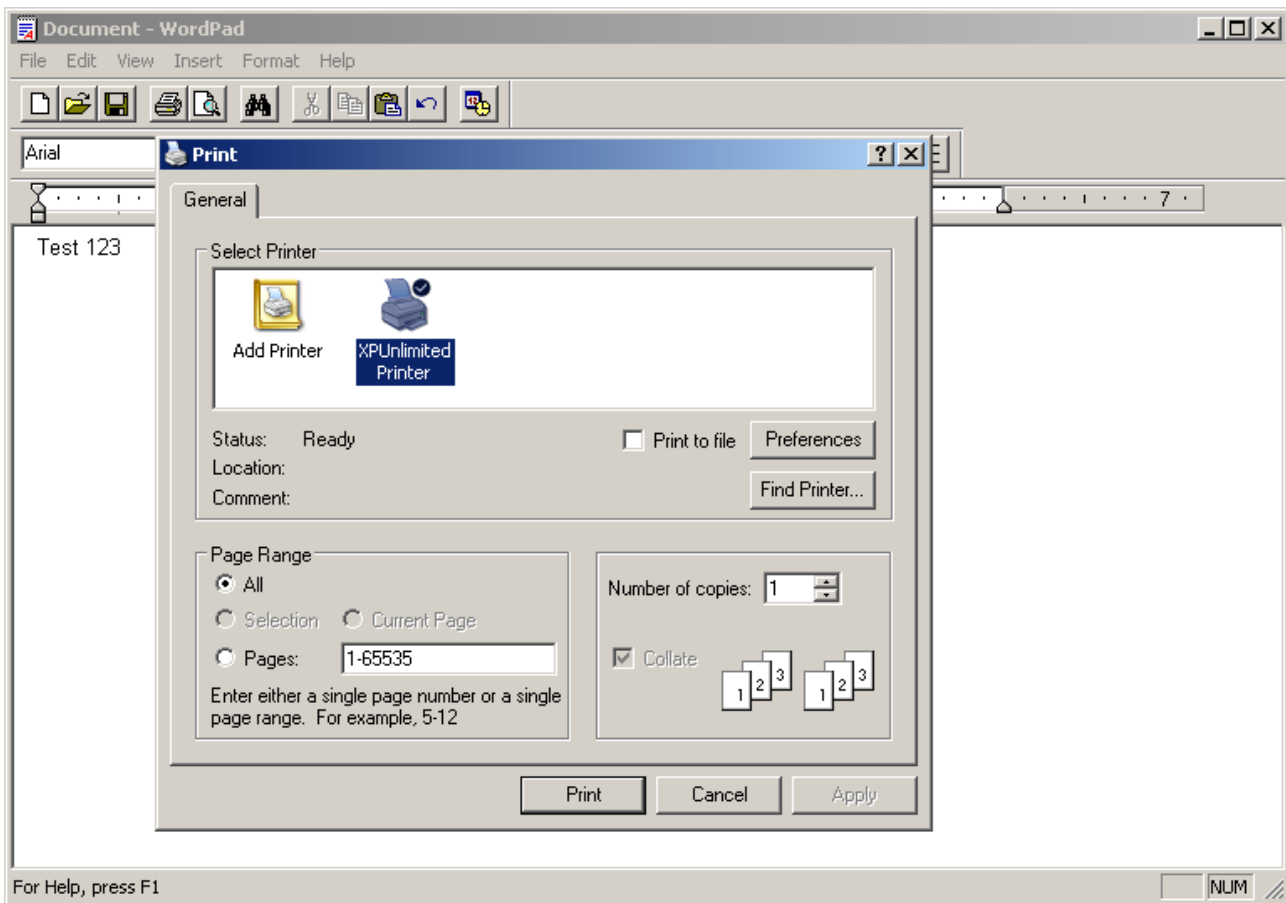 Document - WordPad
File Edit View Insert Format Help
Arial
Print
General
7
Test 123
Select Printer
Add Printer
XPUnlimited
Printer
Status: Ready
Print to file
Preferences
Location:
Comment:
Find Printer...
Page Range
All
Number of copies: 1
Selection Current Page
Pages: 1-65535
Collate
1 2 3 1 2 3
Enter either a single page number or a single
page range. For example, 5-12
Print Cancel Apply
For Help, press F1
NUM